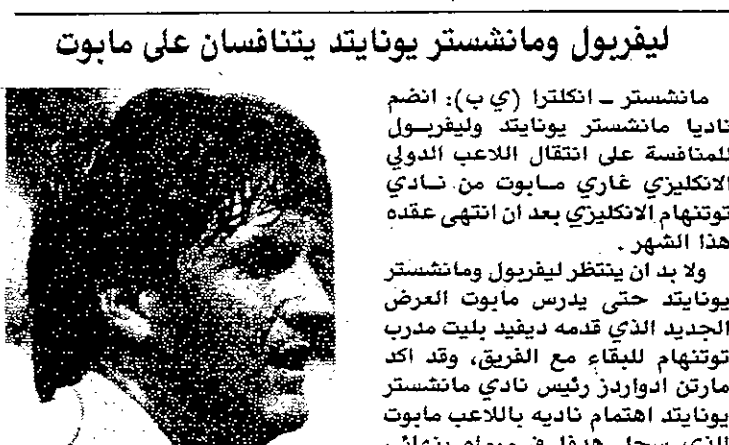 ليفربول ومانشستر يونايتد يتنافسان على مابوت
مانشستر - انكلترا (ي ب): انضم
ناديا مانشستر يونايتد وليفربول
للمنافسة على انتقال اللاعب الدولي
الانكليزي غاري مابوت من نادي
توتنهام الانكليزي بعد ان انتهى عقده
هذا الشهر .
ولا بد ان ينتظر ليفربول ومانشستر
يونايتد حتى يدرس مابوت العرض
الجديد الذي قدمه ديفيد بليت مدرب
توتنهام للبقاء مع الفريق، وقد اكد
مارتن ادواردز رئيس نادي مانشستر
يونايتد اهتمام ناديه باللاعب مابوت
الذي سجل هدفا